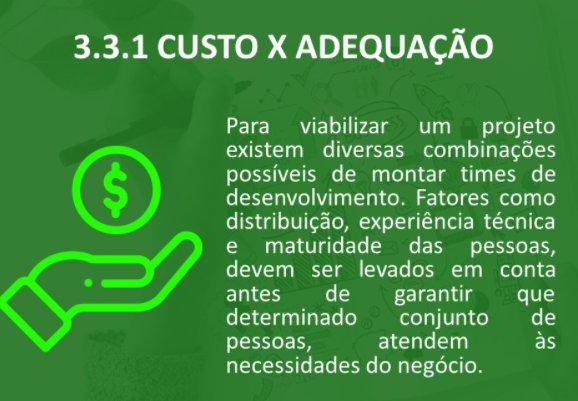 3.3.1 CUSTO X ADEQUAÇÃO
$
Para viabilizar um projeto
existem diversas combinações
possíveis de montar times de
desenvolvimento. Fatores como
distribuição, experiência técnica
e maturidade das pessoas,
devem ser levados em conta
antes de garantir que
determinado conjunto de
pessoas, atendem às
necessidades do negócio.